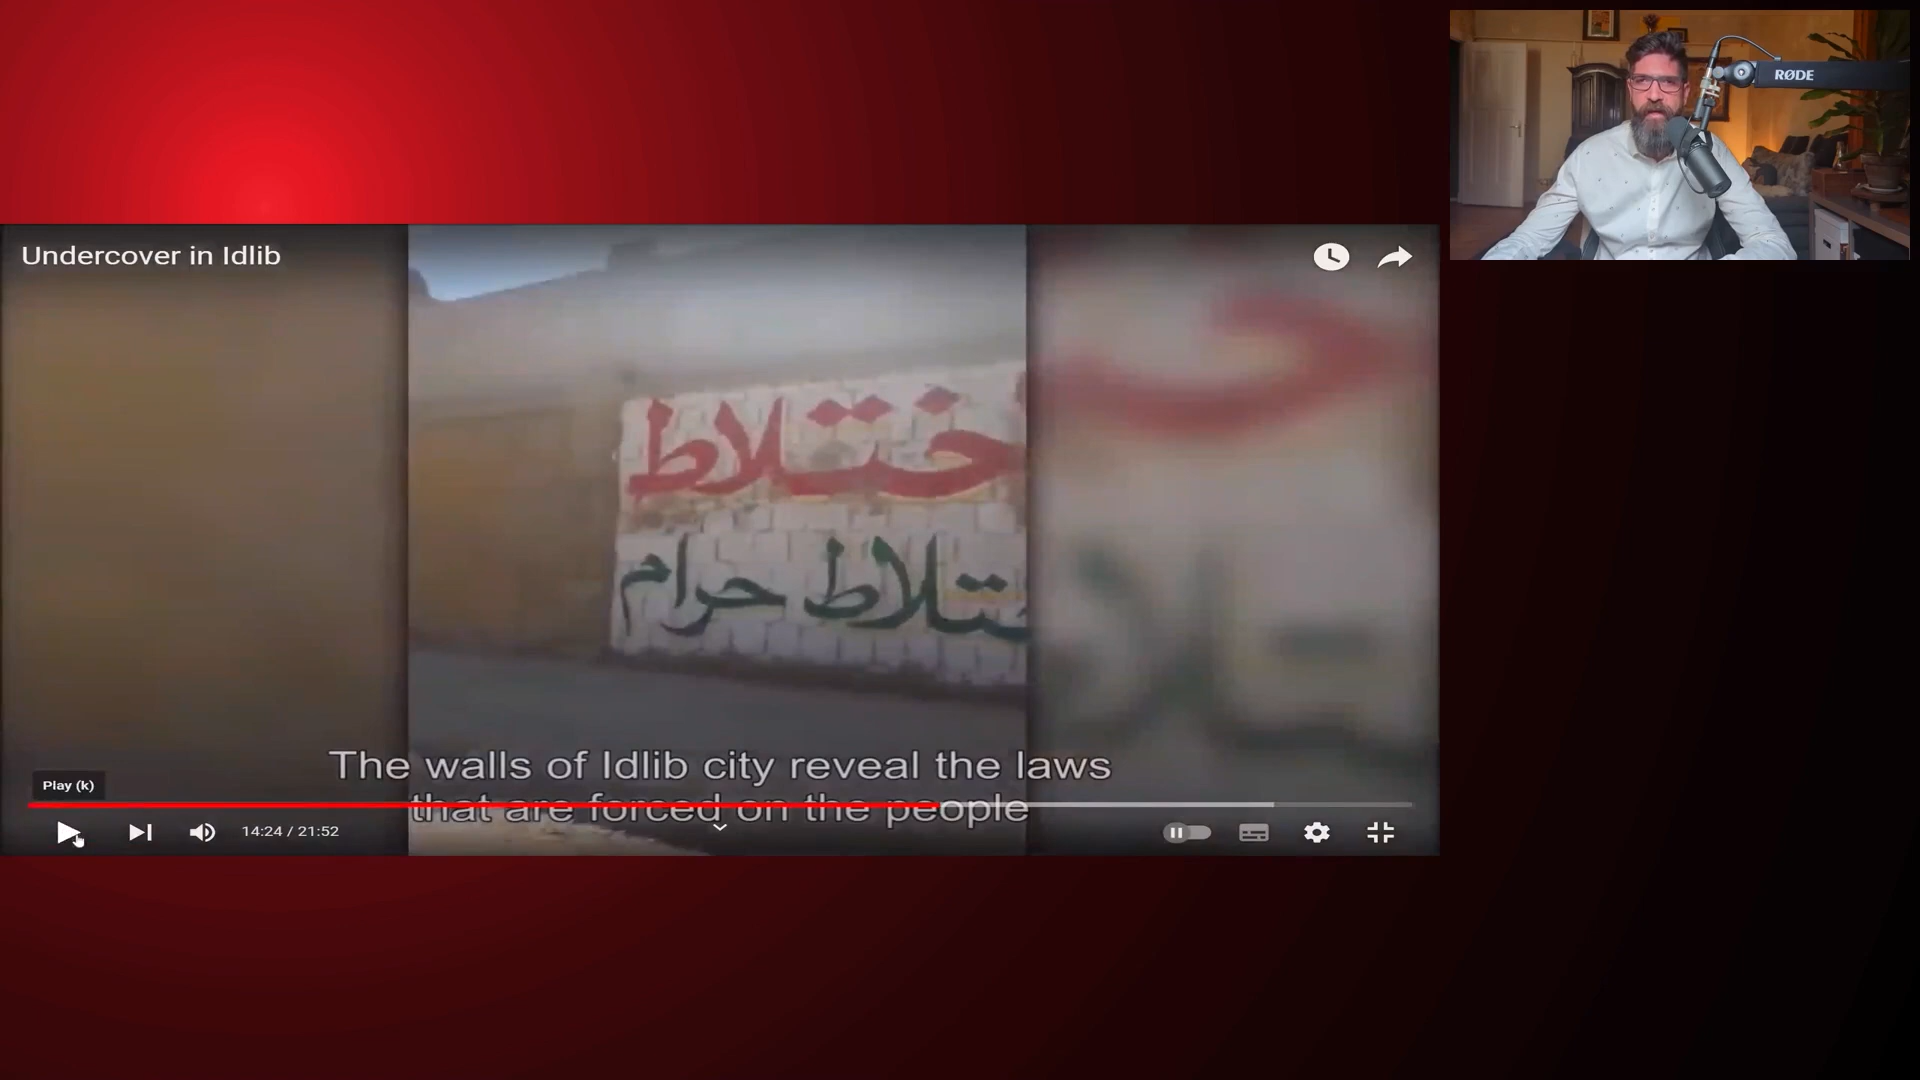 Undercover in Idlib
RØDE
ختلاط
ختلاط حرام
The walls of Idlib city reveal the laws
that are forced on the people
Play (k)
14:24 / 21:52